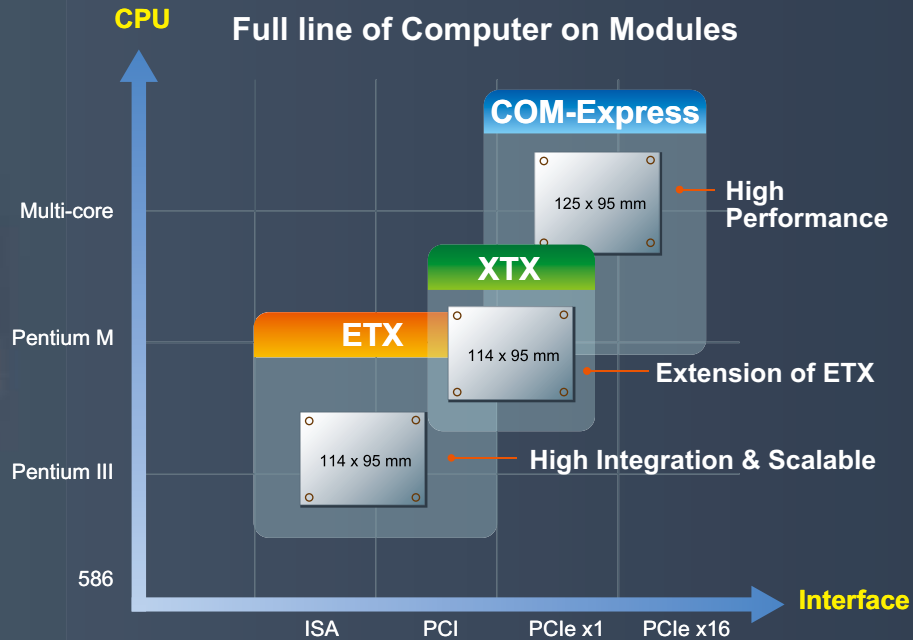 CPU
Full line of Computer on Modules
COM-Express
125 x 95 mm
High
Performance
Multi-core
XTX
Pentium M
ETX
114 x 95 mm
Extension of ETX
114 x 95 mm
High Integration & Scalable
Pentium III
586
Interface
ISA
PCI
PCIe x1
PCIe x16